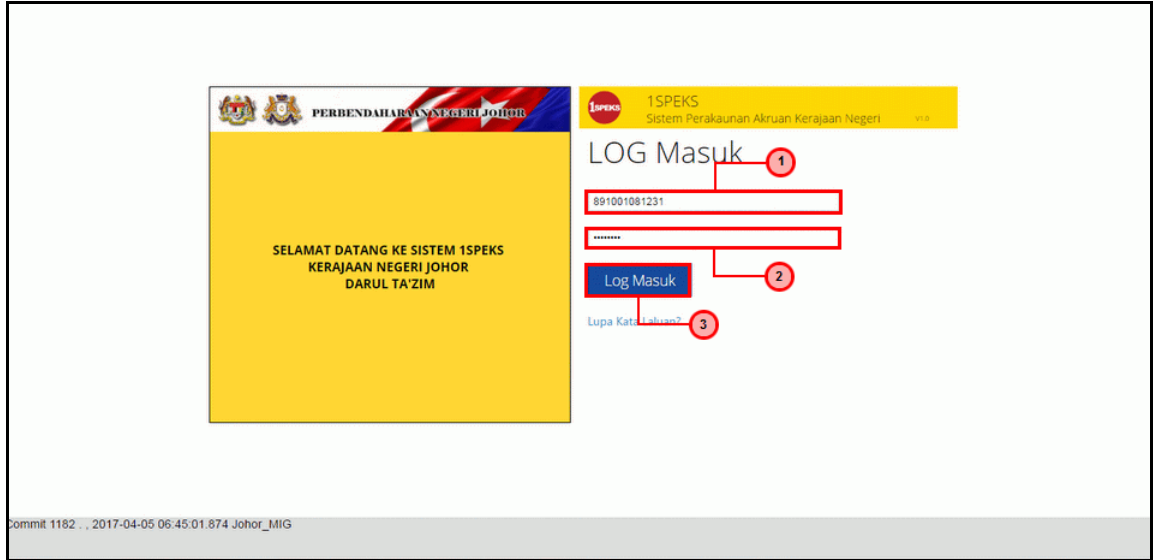 PERBENDAHARAAN NEGERI JOHOR
SELAMAT DATANG KE SISTEM 1SPEKS
KERAJAAN NEGERI JOHOR
DARUL TA'ZIM
1SPEKS
1SPEKS
Sistem Perakaunan Akruan Kerajaan Negeri V1.0
LOG Masuk
1
891001081231
........
2
Log Masuk
Lupa Kata Laluan?
3
Commit 1182 . , 2017-04-05 06:45:01.874 Johor_MIG